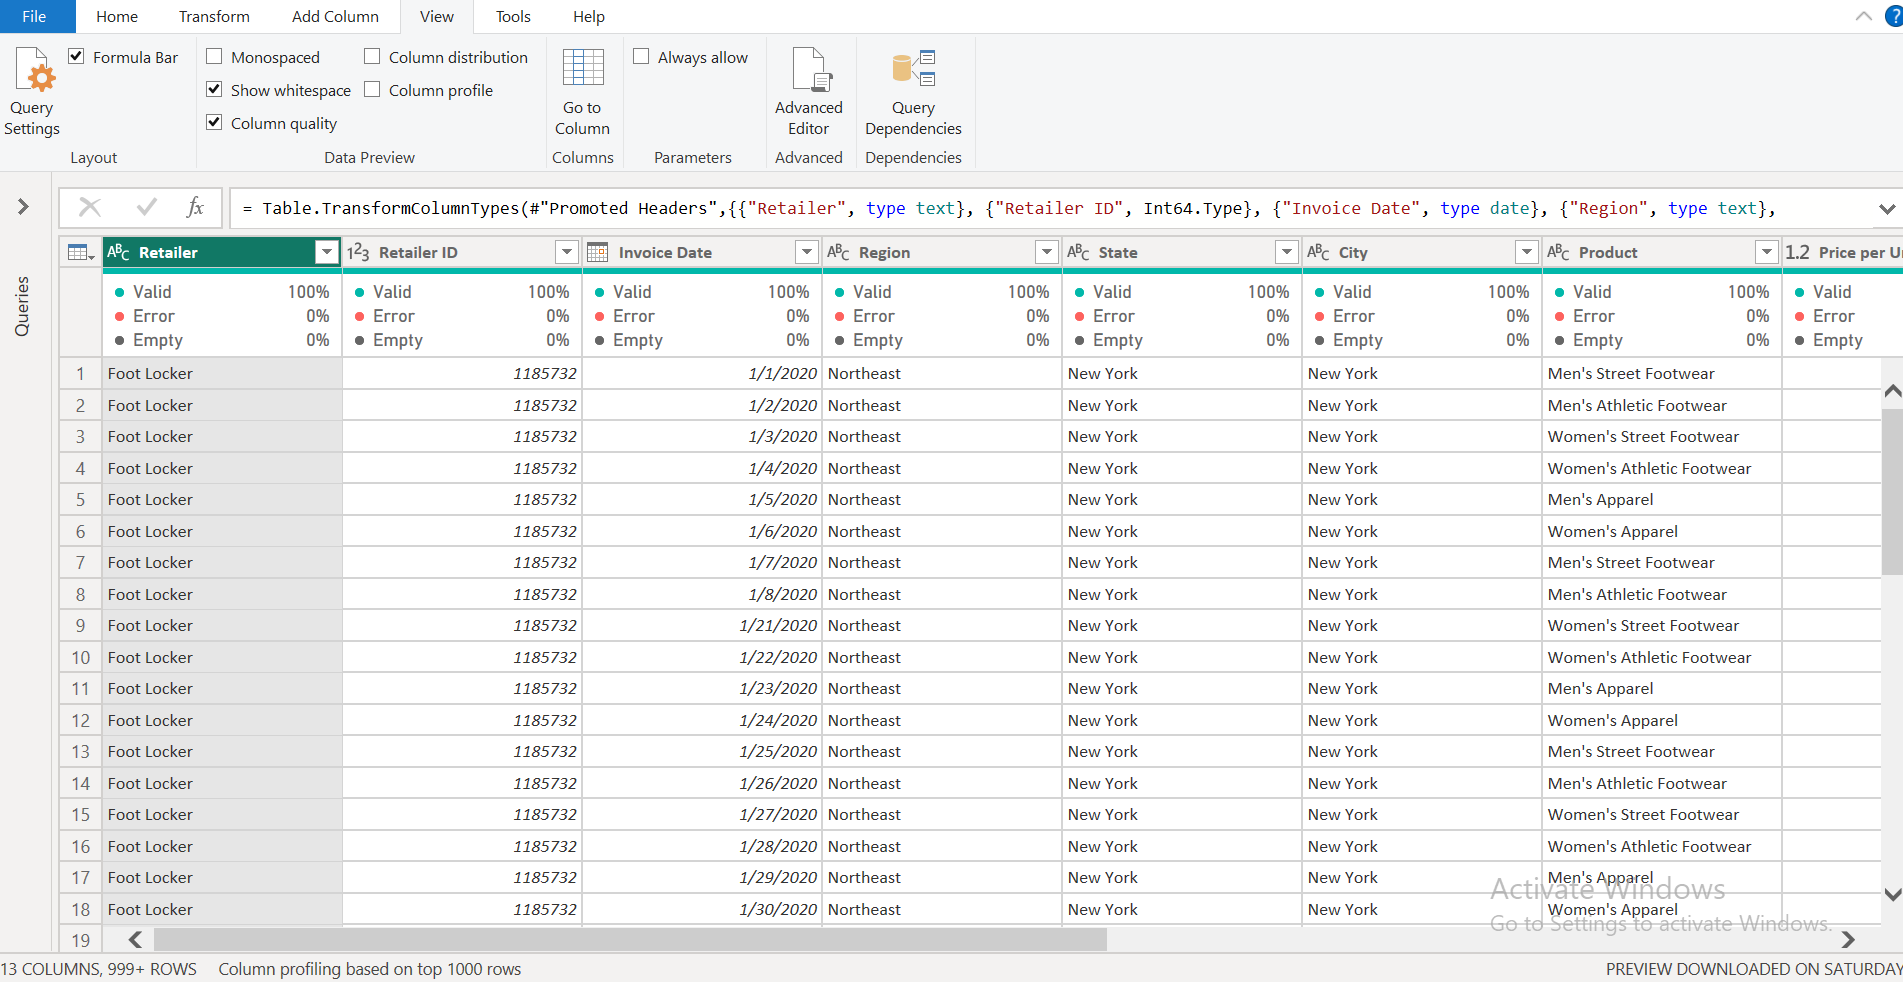 File Home Transform Add Column View Tools Help
Formula Bar Monospaced Column distribution Always allow
Show whitespace Column profile
Column quality
Query Settings Go to Column Advanced Editor Query Dependencies
Layout Data Preview Columns Parameters Advanced Dependencies
fx = Table.TransformColumnTypes(#"Promoted Headers",{{"Retailer", type text}, {"Retailer ID", Int64.Type}, {"Invoice Date", type date}, {"Region", type text},
Queries
ABC Retailer 123 Retailer ID Invoice Date ABC Region ABC State ABC City ABC Product 1.2 Price per U
Valid 100% Valid 100% Valid 100% Valid 100% Valid 100% Valid 100% Valid 100% Valid
Error 0% Error 0% Error 0% Error 0% Error 0% Error 0% Error 0% Error
Empty 0% Empty 0% Empty 0% Empty 0% Empty 0% Empty 0% Empty 0% Empty
1 Foot Locker 1185732 1/1/2020 Northeast New York New York Men's Street Footwear
2 Foot Locker 1185732 1/2/2020 Northeast New York New York Men's Athletic Footwear
3 Foot Locker 1185732 1/3/2020 Northeast New York New York Women's Street Footwear
4 Foot Locker 1185732 1/4/2020 Northeast New York New York Women's Athletic Footwear
5 Foot Locker 1185732 1/5/2020 Northeast New York New York Men's Apparel
6 Foot Locker 1185732 1/6/2020 Northeast New York New York Women's Apparel
7 Foot Locker 1185732 1/7/2020 Northeast New York New York Men's Street Footwear
8 Foot Locker 1185732 1/8/2020 Northeast New York New York Men's Athletic Footwear
9 Foot Locker 1185732 1/21/2020 Northeast New York New York Women's Street Footwear
10 Foot Locker 1185732 1/22/2020 Northeast New York New York Women's Athletic Footwear
11 Foot Locker 1185732 1/23/2020 Northeast New York New York Men's Apparel
12 Foot Locker 1185732 1/24/2020 Northeast New York New York Women's Apparel
13 Foot Locker 1185732 1/25/2020 Northeast New York New York Men's Street Footwear
14 Foot Locker 1185732 1/26/2020 Northeast New York New York Men's Athletic Footwear
15 Foot Locker 1185732 1/27/2020 Northeast New York New York Women's Street Footwear
16 Foot Locker 1185732 1/28/2020 Northeast New York New York Women's Athletic Footwear
17 Foot Locker 1185732 1/29/2020 Northeast New York New York Men's Apparel
Activate Windows
18 Foot Locker 1185732 1/30/2020 Northeast New York New York Women's Apparel
Go to Settings to activate Windows.
19
13 COLUMNS, 999+ ROWS Column profiling based on top 1000 rows PREVIEW DOWNLOADED ON SATURDAY